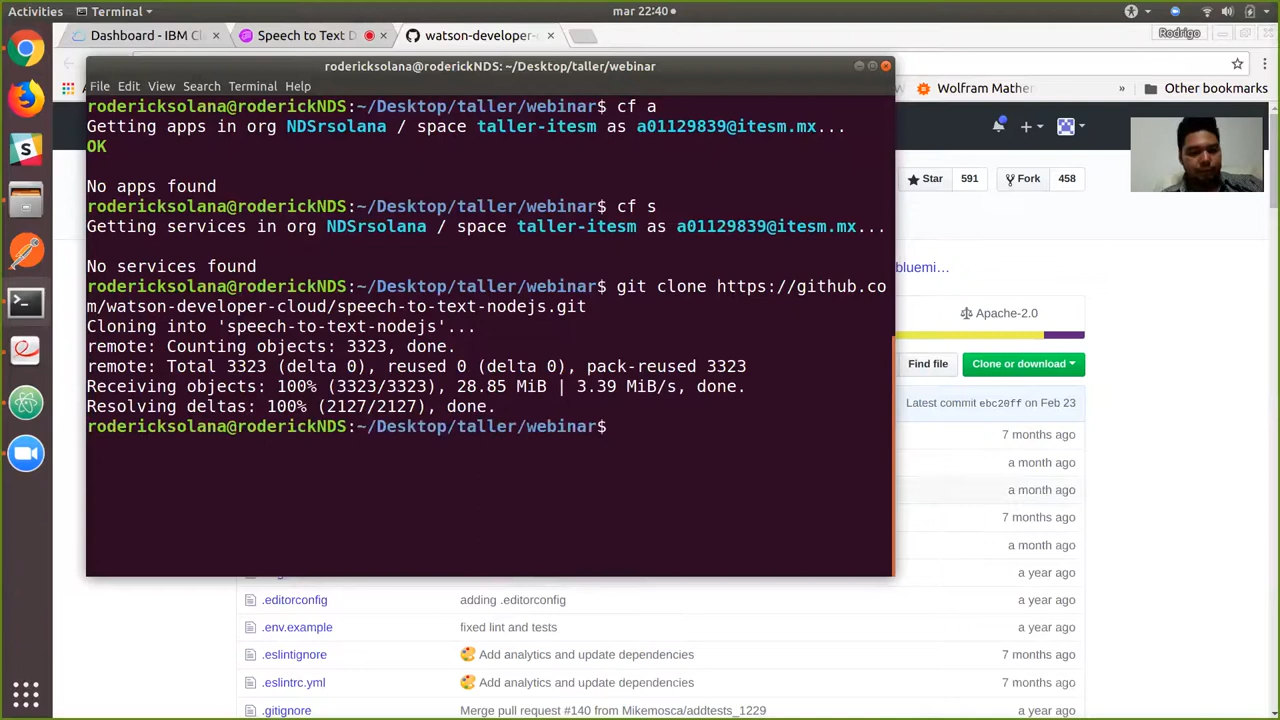 Activities
Terminal
mar 22:40
Dashboard - IBM Cl
Speech to Text D
watson-developer-
Rodrigo
Wolfram Mathe
»
Other bookmarks
rodericksolana@roderickNDS: ~/Desktop/taller/webinar
File Edit View Search Terminal Help
rodericksolana@roderickNDS:~/Desktop/taller/webinar$ cf a
Getting apps in org NDSrsolana / space taller-itesm as a01129839@itesm.mx...
OK
No apps found
rodericksolana@roderickNDS:~/Desktop/taller/webinar$ cf s
Getting services in org NDSrsolana / space taller-itesm as a01129839@itesm.mx...
No services found
rodericksolana@roderickNDS:~/Desktop/taller/webinar$ git clone https://github.co
m/watson-developer-cloud/speech-to-text-nodejs.git
Cloning into 'speech-to-text-nodejs'...
remote: Counting objects: 3323, done.
remote: Total 3323 (delta 0), reused 0 (delta 0), pack-reused 3323
Receiving objects: 100% (3323/3323), 28.85 MiB | 3.39 MiB/s, done.
Resolving deltas: 100% (2127/2127), done.
rodericksolana@roderickNDS:~/Desktop/taller/webinar$
Star 591 Fork 458
bluemi…
Apache-2.0
Find file Clone or download
Latest commit ebc20ff on Feb 23
7 months ago
a month ago
a month ago
7 months ago
a month ago
a year ago
.editorconfig adding .editorconfig a year ago
.env.example fixed lint and tests a year ago
.eslintignore Add analytics and update dependencies 7 months ago
.eslintrc.yml Add analytics and update dependencies 7 months ago
.gitignore Merge pull request #140 from Mikemosca/addtests_1229 a year ago